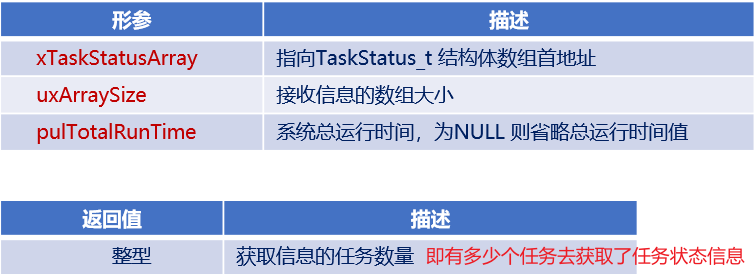 形参 描述
xTaskStatusArray 指向TaskStatus_t 结构体数组首地址
uxArraySize 接收信息的数组大小
pulTotalRunTime 系统总运行时间，为NULL 则省略总运行时间值
返回值 描述
整型 获取信息的任务数量 即有多少个任务去获取了任务状态信息